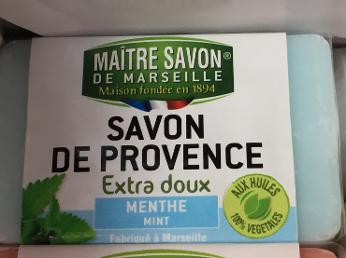 MAÎTRE SAVON®
DE MARSEILLE
Maison fondée en 1894
SAVON
DE PROVENCE
Extra doux
MENTHE
MINT
Fabriqué à Marseille
AUX HUILES
100% VEGETALES